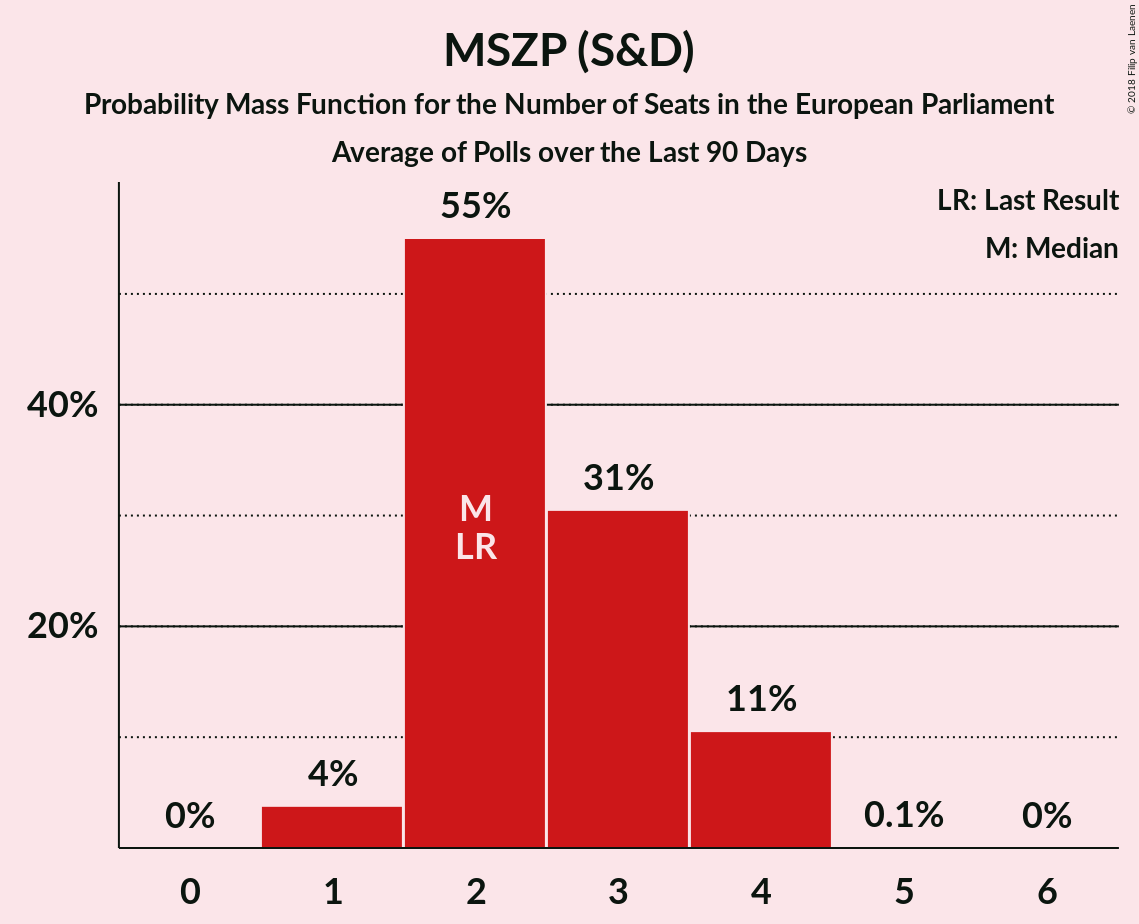 MSZP (S&D)
Probability Mass Function for the Number of Seats in the European Parliament
Average of Polls over the Last 90 Days
© 2018 Filip van Laenen
LR: Last Result
M: Median
55%
40%
31%
M
LR
20%
11%
4%
0%
0.1%
0%
0 1 2 3 4 5 6